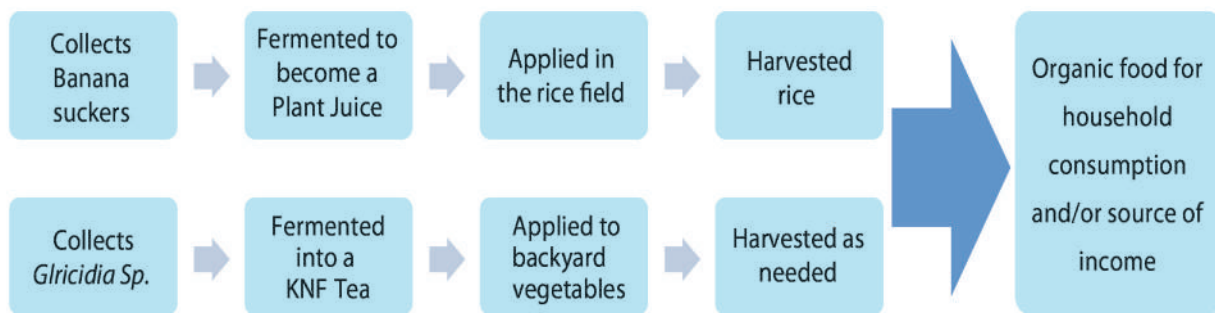 Collects
Banana
suckers
Fermented to
become a
Plant Juice
Applied in
the rice field
Harvested
rice
Collects
Glricidia Sp.
Fermented
into a
KNF Tea
Applied to
backyard
vegetables
Harvested as
needed
Organic food for
household
consumption
and/or source of
income